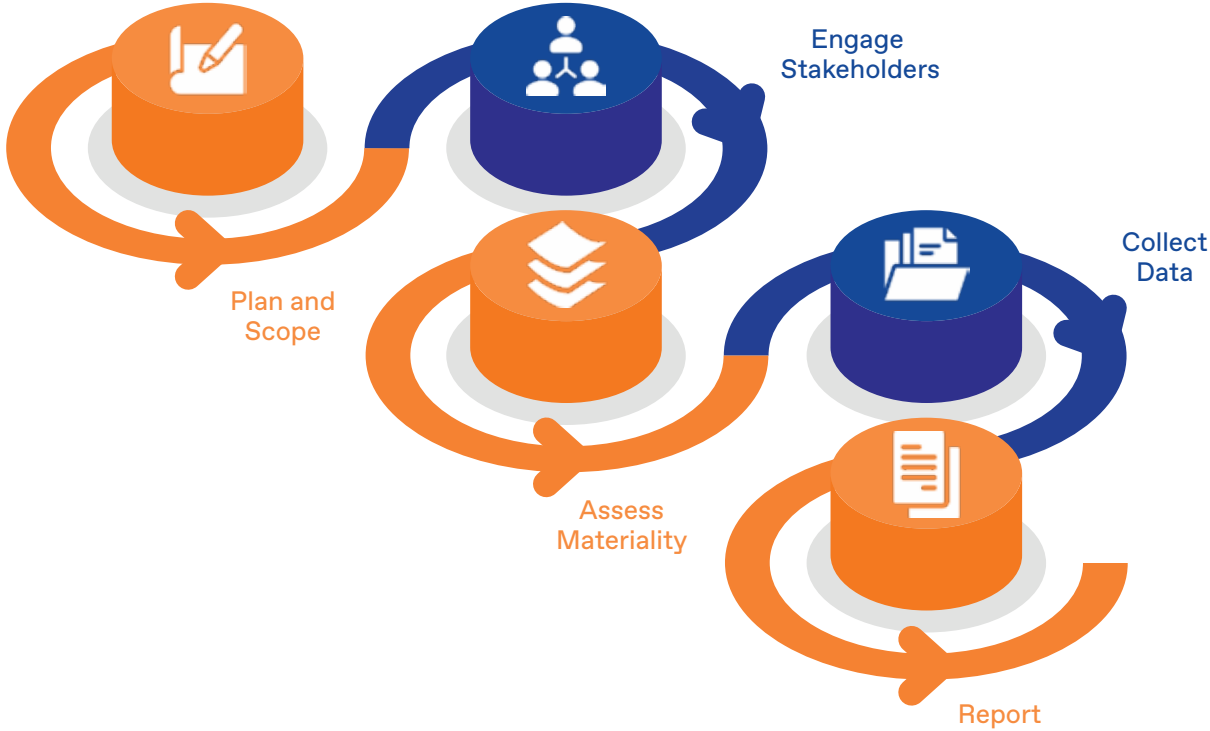 Engage
Stakeholders
Plan and
Scope
Collect
Data
Assess
Materiality
Report